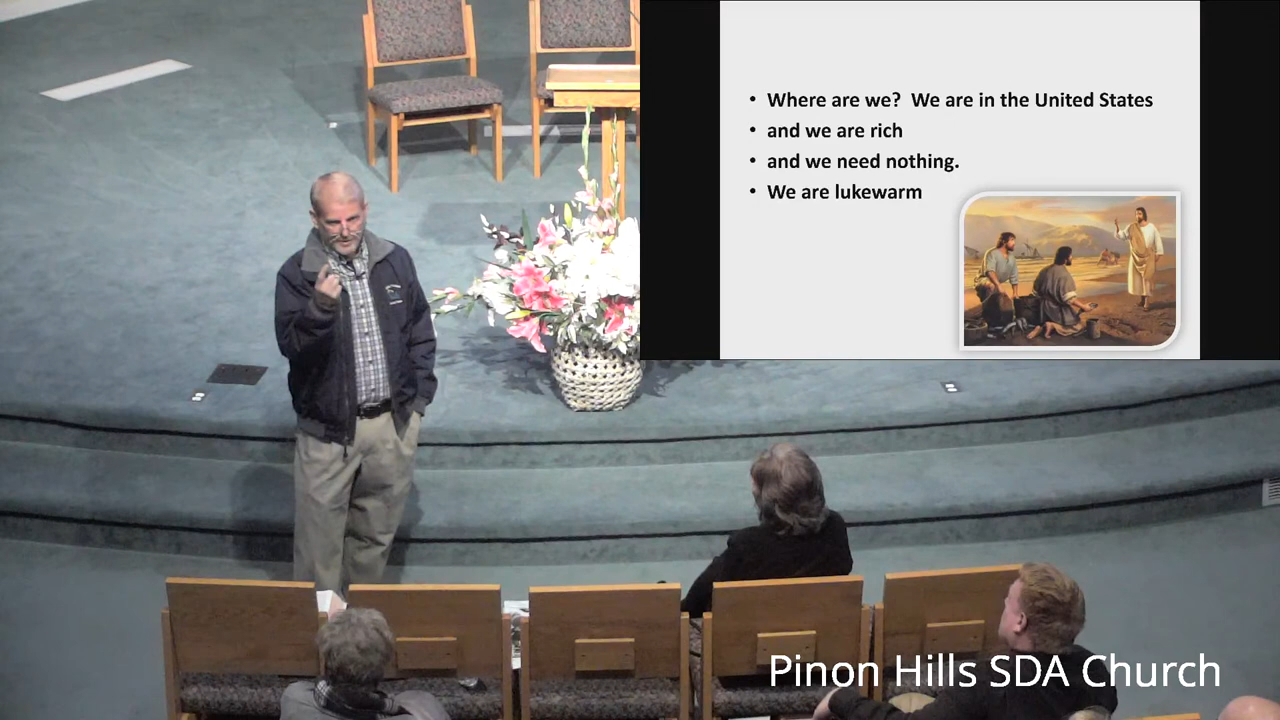 • Where are we?  We are in the United States
• and we are rich
• and we need nothing.
• We are lukewarm
Pinon Hills SDA Church